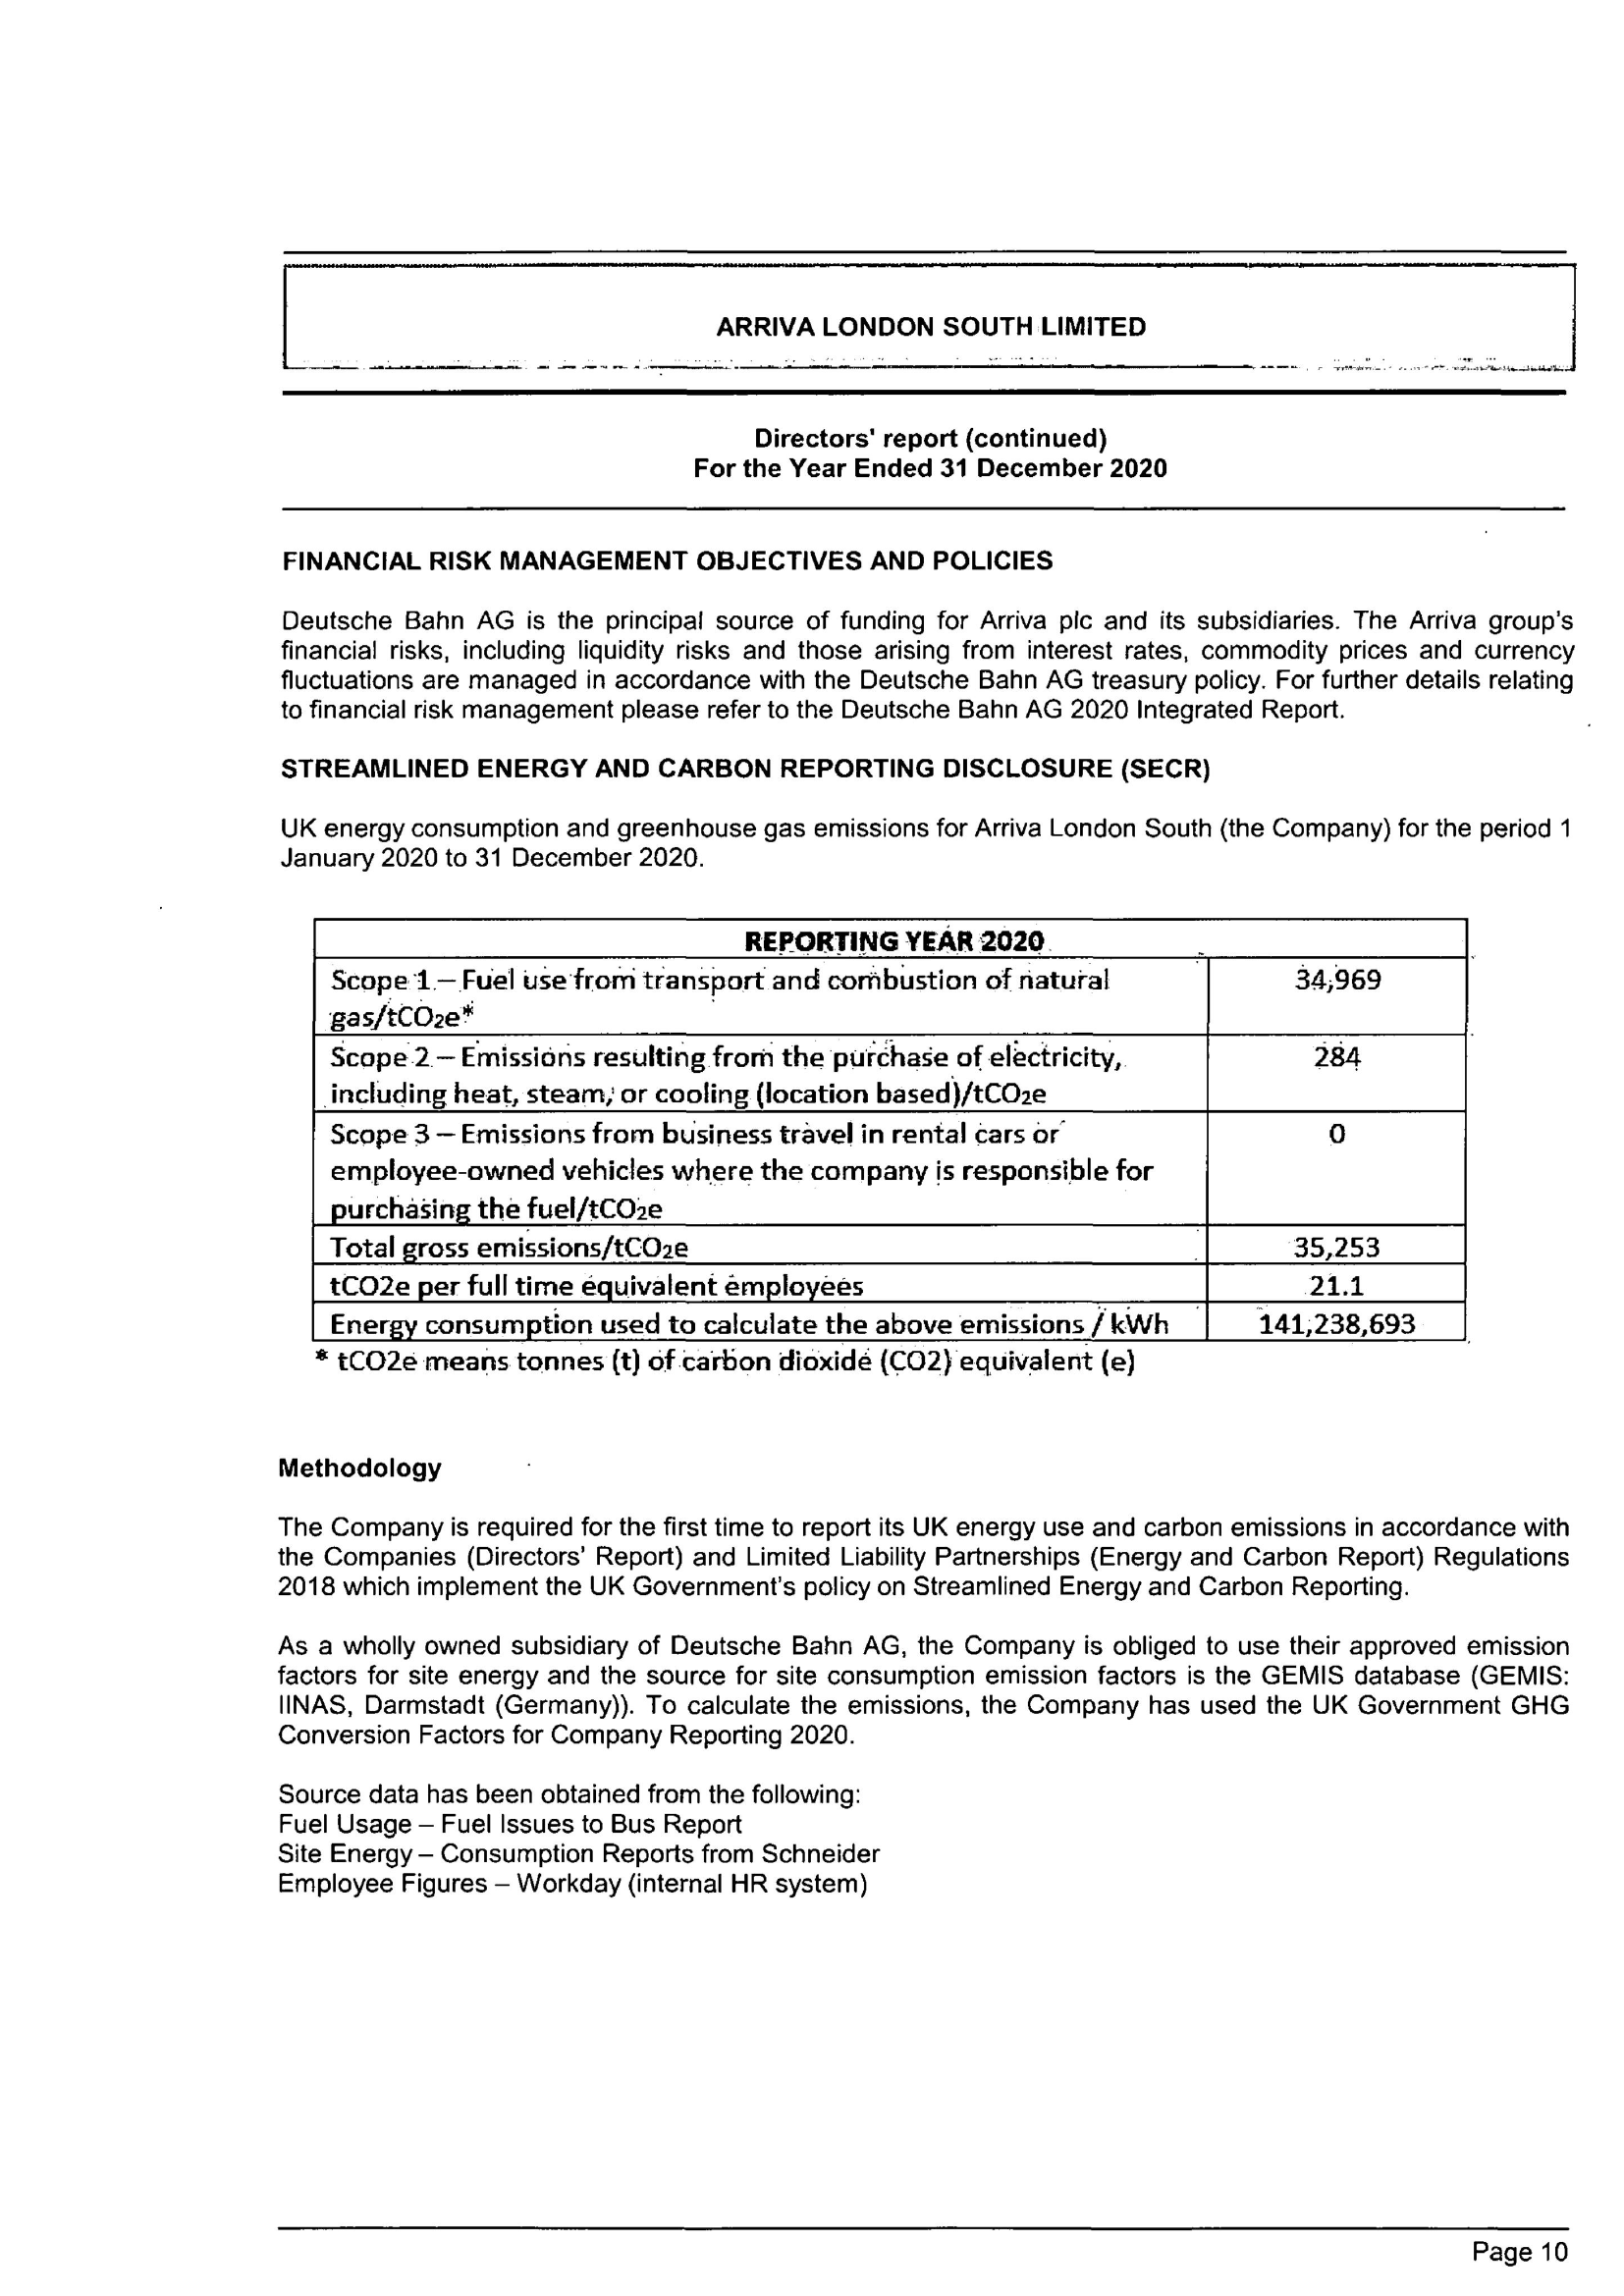 ARRIVA LONDON SOUTH LIMITED
Directors' report (continued)
For the Year Ended 31 December 2020
FINANCIAL RISK MANAGEMENT OBJECTIVES AND POLICIES
Deutsche Bahn AG is the principal source of funding for Arriva plc and its subsidiaries. The Arriva group's
financial risks, including liquidity risks and those arising from interest rates, commodity prices and currency
fluctuations are managed in accordance with the Deutsche Bahn AG treasury policy. For further details relating
to financial risk management please refer to the Deutsche Bahn AG 2020 Integrated Report.
STREAMLINED ENERGY AND CARBON REPORTING DISCLOSURE (SECR)
UK energy consumption and greenhouse gas emissions for Arriva London South (the Company) for the period 1
January 2020 to 31 December 2020.
REPORTING YEAR 2020
Scope 1 – Fuel use from transport and combustion of natural 34,969
gas/tCO2e*
Scope 2 – Emissions resulting from the purchase of electricity, 284
including heat, steam, or cooling (location based)/tCO2e
Scope 3 – Emissions from business travel in rental cars or 0
employee-owned vehicles where the company is responsible for
purchasing the fuel/tCO2e
Total gross emissions/tCO2e 35,253
tCO2e per full time equivalent employees 21.1
Energy consumption used to calculate the above emissions / kWh 141,238,693
* tCO2e means tonnes (t) of carbon dioxide (CO2) equivalent (e)
Methodology
The Company is required for the first time to report its UK energy use and carbon emissions in accordance with
the Companies (Directors' Report) and Limited Liability Partnerships (Energy and Carbon Report) Regulations
2018 which implement the UK Government's policy on Streamlined Energy and Carbon Reporting.
As a wholly owned subsidiary of Deutsche Bahn AG, the Company is obliged to use their approved emission
factors for site energy and the source for site consumption emission factors is the GEMIS database (GEMIS:
IINAS, Darmstadt (Germany)). To calculate the emissions, the Company has used the UK Government GHG
Conversion Factors for Company Reporting 2020.
Source data has been obtained from the following:
Fuel Usage – Fuel Issues to Bus Report
Site Energy – Consumption Reports from Schneider
Employee Figures – Workday (internal HR system)
Page 10